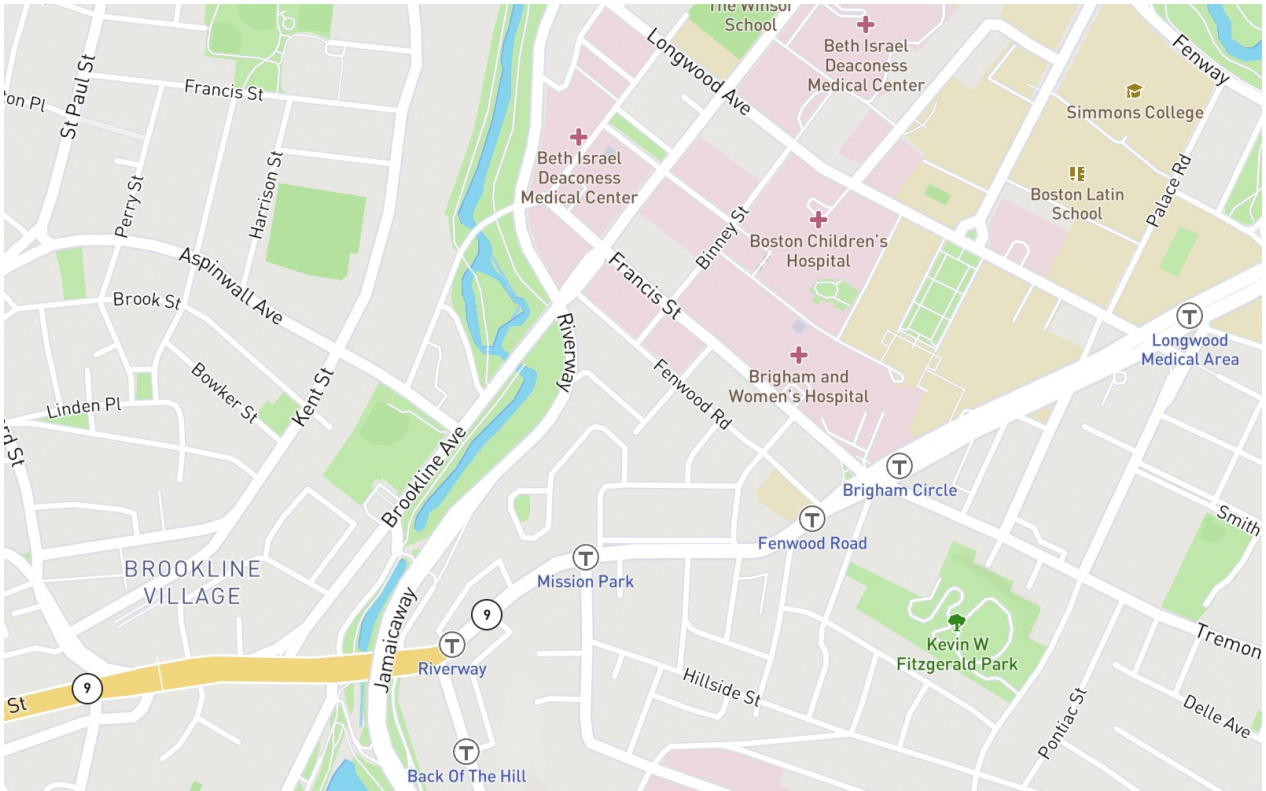 The Winsor
School
Beth Israel
Deaconess
Medical Center
Longwood Ave
Fenway
Simmons College
St Paul St
Francis St
Beth Israel
Deaconess
Medical Center
Boston Latin
School
Palace Rd
Perry St
Harrison St
Binney St
Boston Children's
Hospital
Aspinwall Ave
Francis St
Brook St
Riverway
T
Longwood
Medical Area
Bowker St
Kent St
Fenwood Rd
Brigham and
Women's Hospital
Linden Pl
Brookline Ave
T
Brigham Circle
T
Fenwood Road
Smith
BROOKLINE
VILLAGE
T
Mission Park
9
Jamaicaway
T
Riverway
Kevin W
Fitzgerald Park
Tremon
9
St
Hillside St
Pontiac St
Delle Ave
T
Back Of The Hill